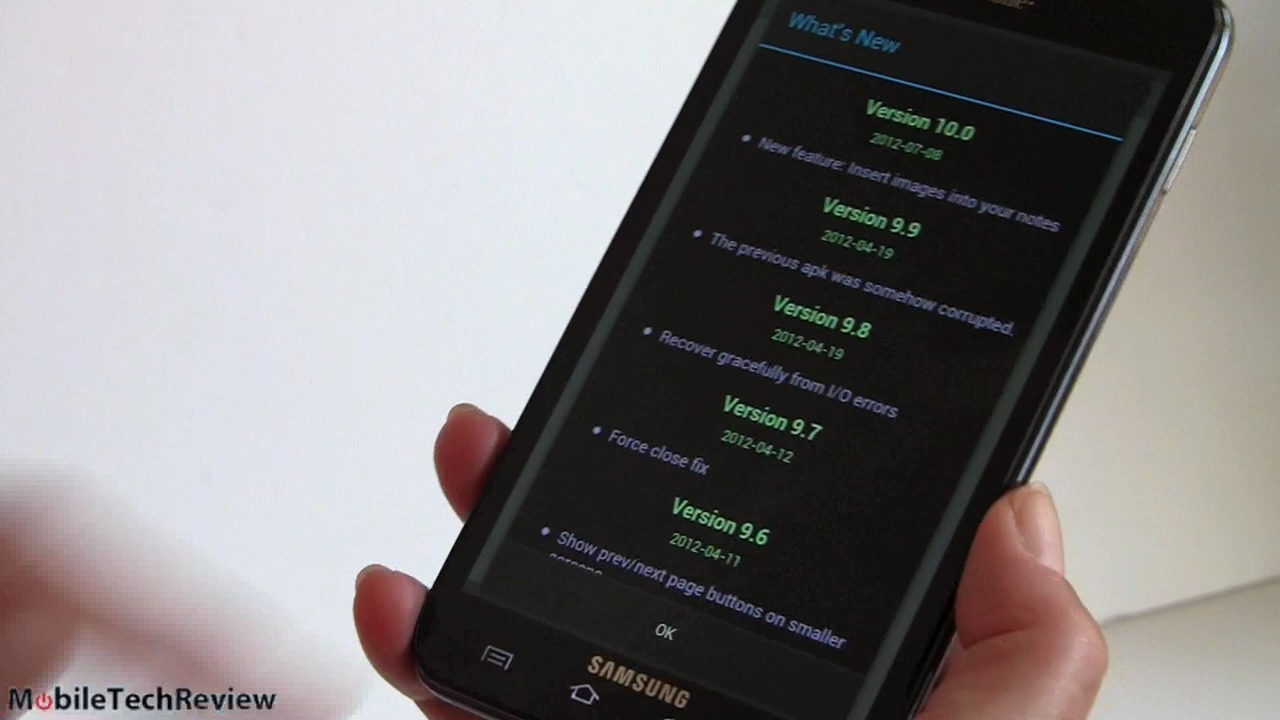 What's New
Version 10.0
2012-07-08
New feature: Insert images into your notes
Version 9.9
2012-04-19
The previous apk was somehow corrupted.
Version 9.8
2012-04-19
Recover gracefully from I/O errors
Version 9.7
2012-04-12
Force close fix
Version 9.6
2012-04-11
Show prev/next page buttons on smaller
screens
OK
SAMSUNG
MobileTechReview